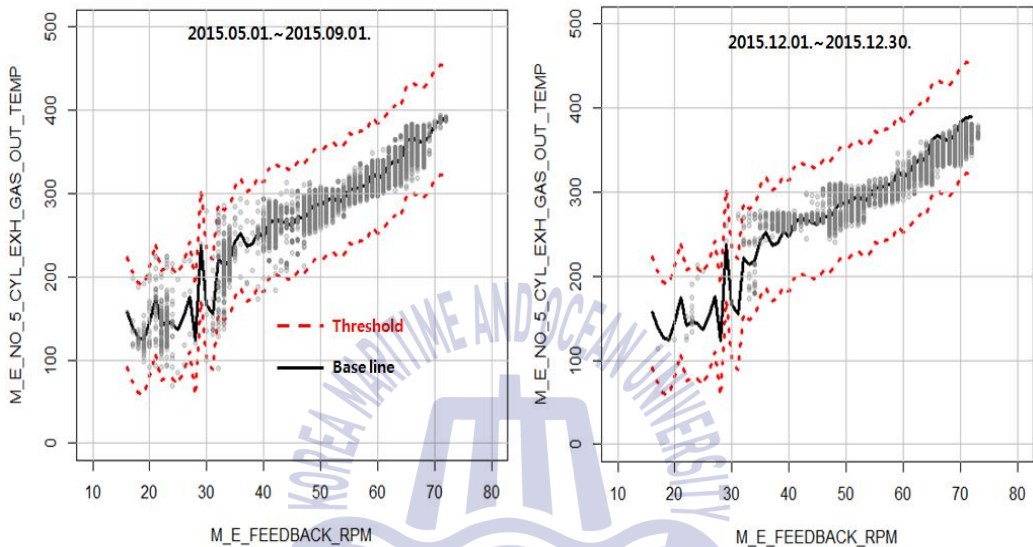 2015.05.01.~2015.09.01.
M_E_NO_5_CYL_EXH_GAS_OUT_TEMP
500
400
300
200
100
0
Threshold
Base line
10 20 30 40 50 60 70 80
M_E_FEEDBACK_RPM
2015.12.01.~2015.12.30.
M_E_NO_5_CYL_EXH_GAS_OUT_TEMP
500
400
300
200
100
0
10 20 30 40 50 60 70 80
M_E_FEEDBACK_RPM
KOREA MARITIME AND OCEAN UNIVERSITY